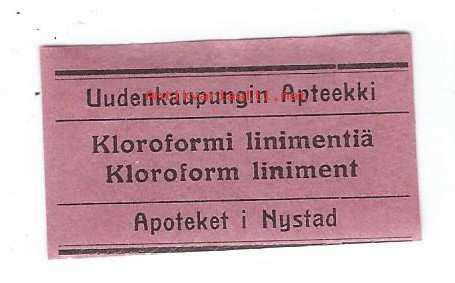 Uudenkaupungin Apteekki
Kloroformi linimentiä
Kloroform liniment
Apoteket i Nystad